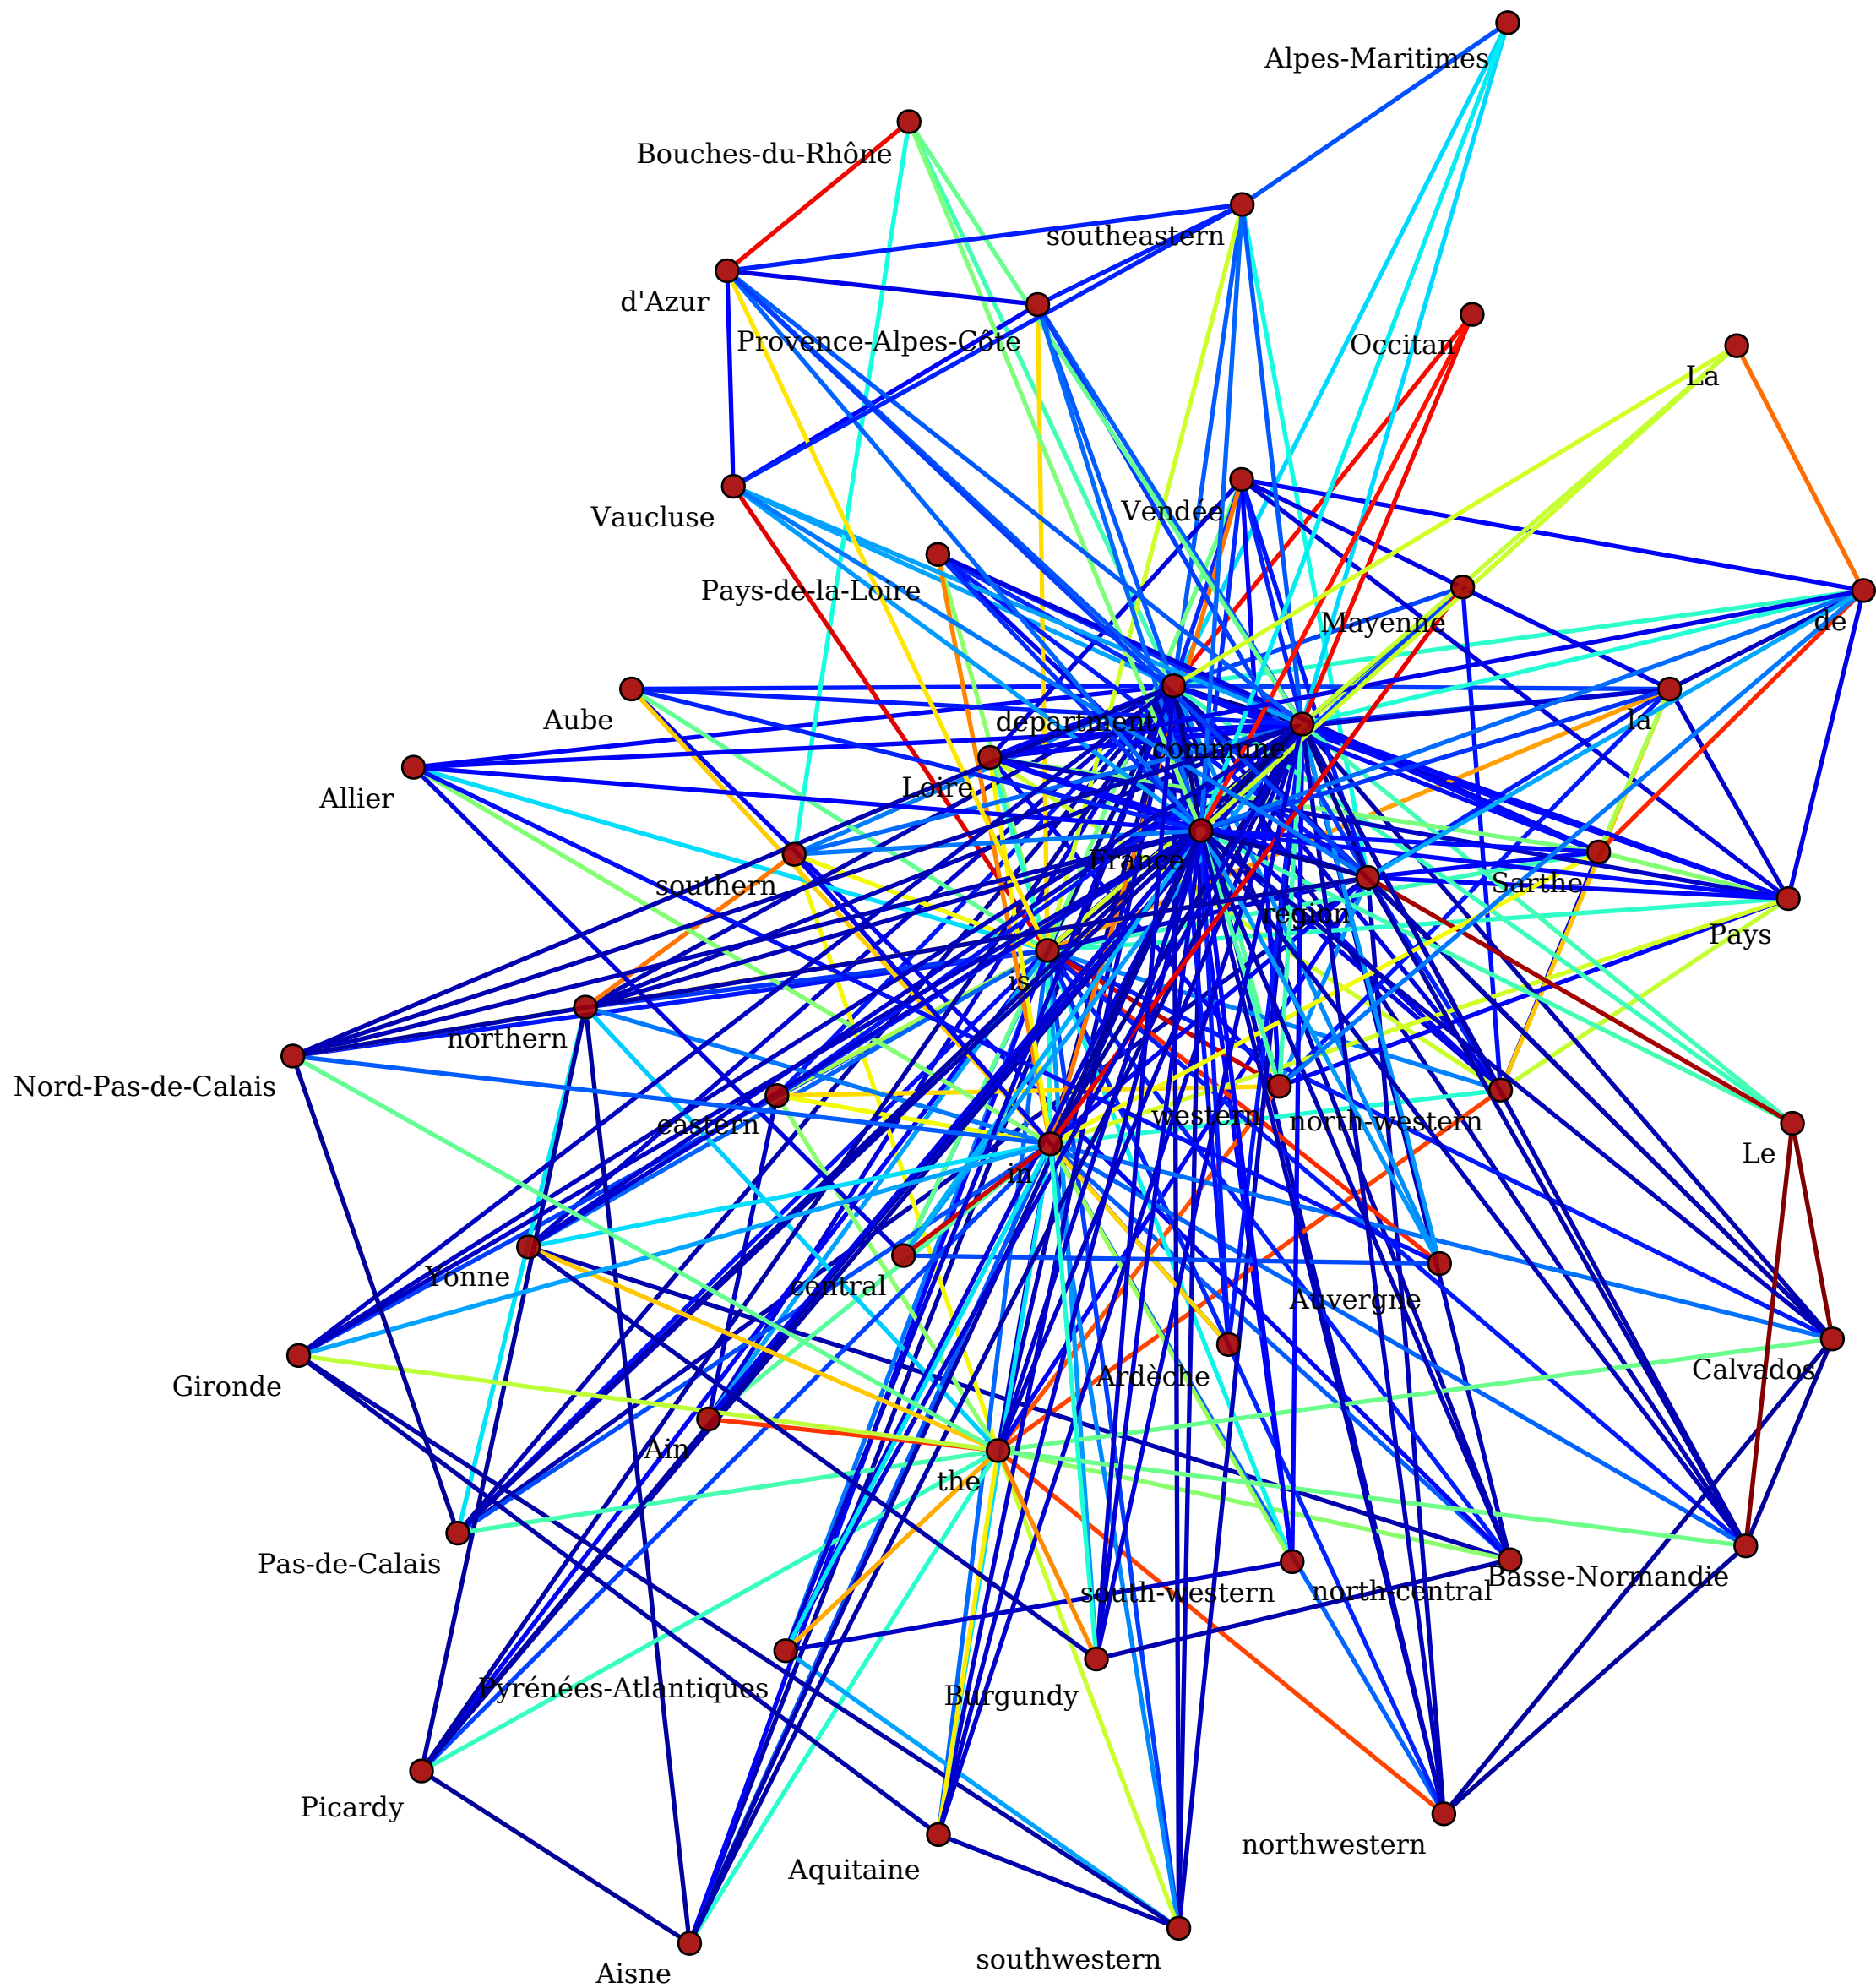 Alpes-Maritimes
Bouches-du-Rhône
southeastern
d'Azur
Provence-Alpes-Côte
Occitan
La
Vaucluse
Vendée
Pays-de-la-Loire
Mayenne
de
Aube
department
la
commune
Loire
Allier
France
southern
Sarthe
region
Pays
is
northern
Nord-Pas-de-Calais
eastern
western
north-western
Le
in
Yonne
central
Auvergne
Calvados
Ardèche
Gironde
Ain
the
Pas-de-Calais
Basse-Normandie
south-western
north-central
Pyrénées-Atlantiques
Burgundy
Picardy
northwestern
Aquitaine
southwestern
Aisne